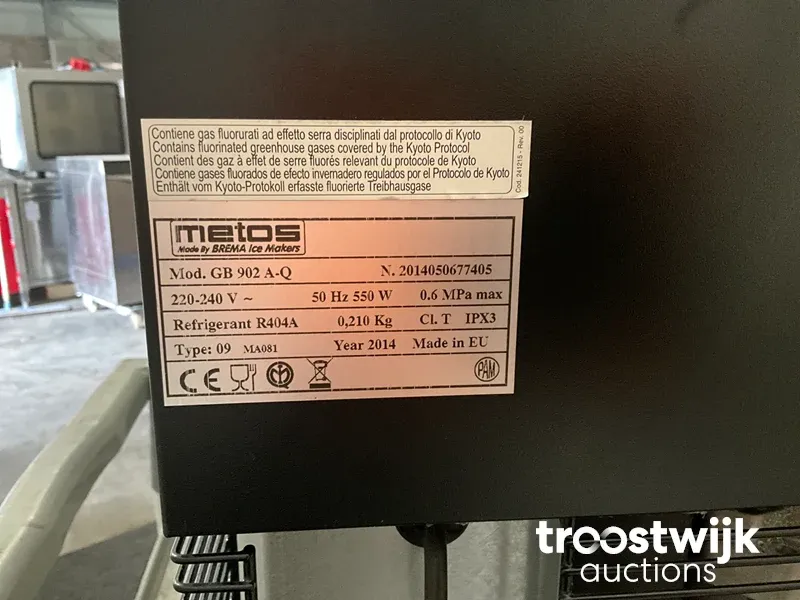 Contiene gas fluorurati ad effetto serra disciplinati dal protocollo di Kyoto
Contains fluorinated greenhouse gases covered by the Kyoto Protocol
Contient des gaz à effet de serre fluorés relevant du protocole de Kyoto
Contiene gases fluorados de efecto invernadero regulados por el Protocolo de Kyoto
Enthält vom Kyoto-Protokoll erfasste fluorierte Treibhausgase
Cod. 241215 - Rev. 00
metos
Made By BREMA Ice Makers
Mod. GB 902 A-Q N. 2014050677405
220-240 V ~ 50 Hz 550 W 0.6 MPa max
Refrigerant R404A 0,210 Kg Cl. T IPX3
Type: 09 MA081 Year 2014 Made in EU
CE PAM
troostwijk
auctions